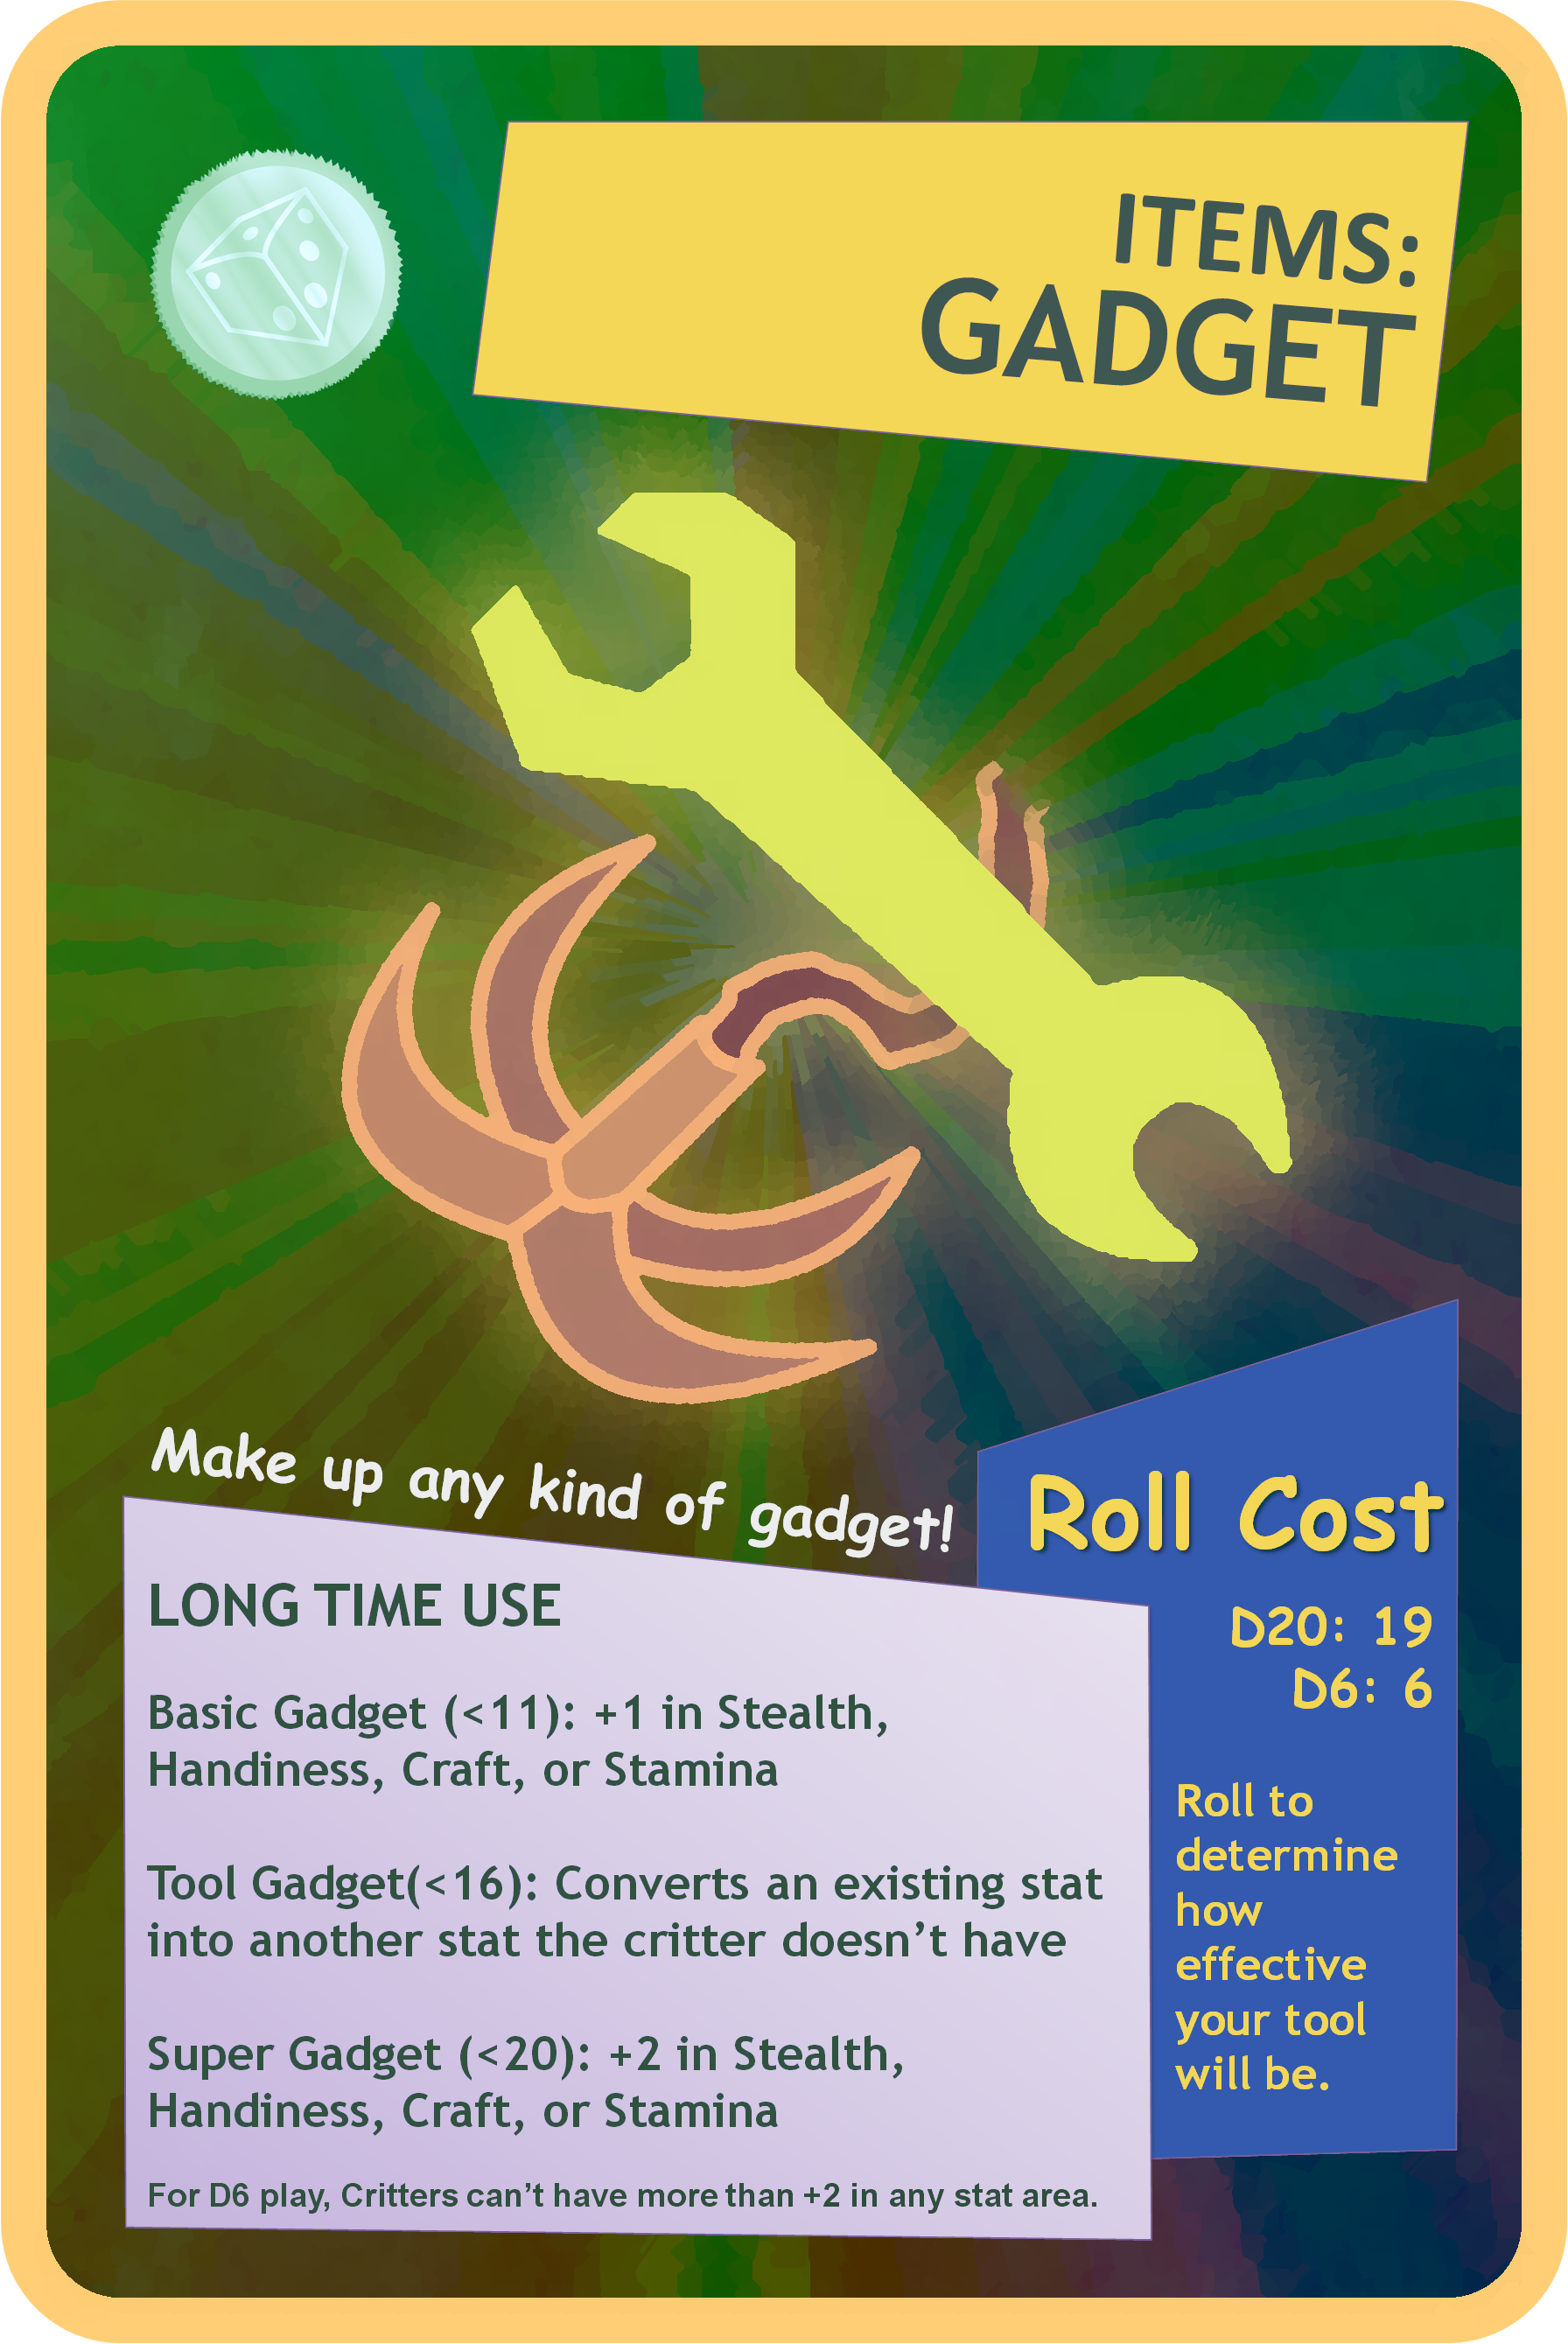 ITEMS:
GADGET
Make up any kind of gadget!
Roll Cost
D20: 19
D6: 6
Roll to
determine
how
effective
your tool
will be.
LONG TIME USE
Basic Gadget (<11): +1 in Stealth,
Handiness, Craft, or Stamina
Tool Gadget(<16): Converts an existing stat
into another stat the critter doesn’t have
Super Gadget (<20): +2 in Stealth,
Handiness, Craft, or Stamina
For D6 play, Critters can’t have more than +2 in any stat area.